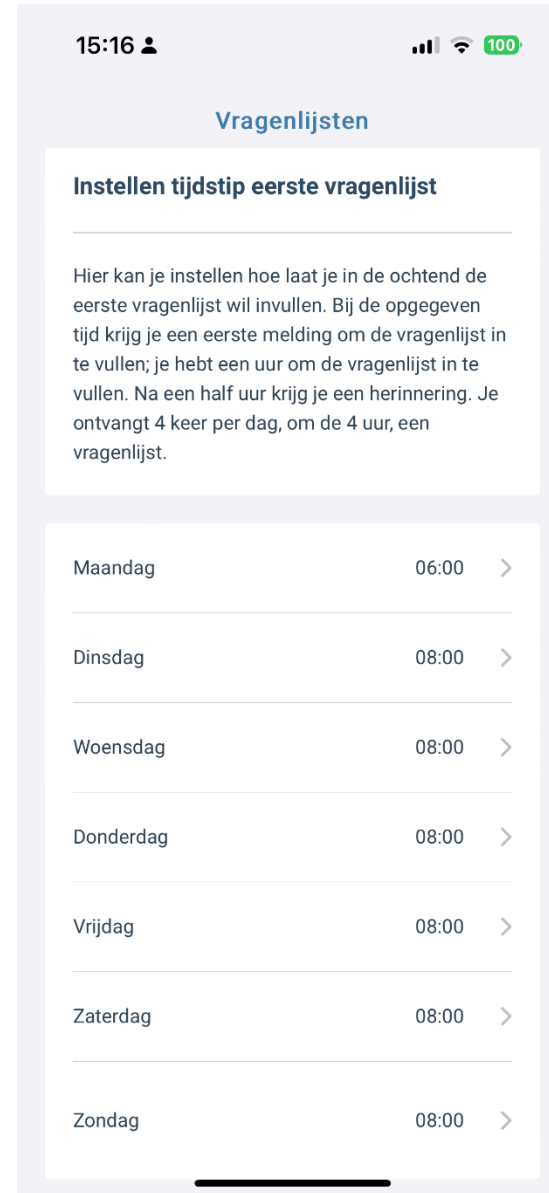 15:16
100
Vragenlijsten
Instellen tijdstip eerste vragenlijst
Hier kan je instellen hoe laat je in de ochtend de
eerste vragenlijst wil invullen. Bij de opgegeven
tijd krijg je een eerste melding om de vragenlijst in
te vullen; je hebt een uur om de vragenlijst in te
vullen. Na een half uur krijg je een herinnering. Je
ontvangt 4 keer per dag, om de 4 uur, een
vragenlijst.
Maandag 06:00
Dinsdag 08:00
Woensdag 08:00
Donderdag 08:00
Vrijdag 08:00
Zaterdag 08:00
Zondag 08:00